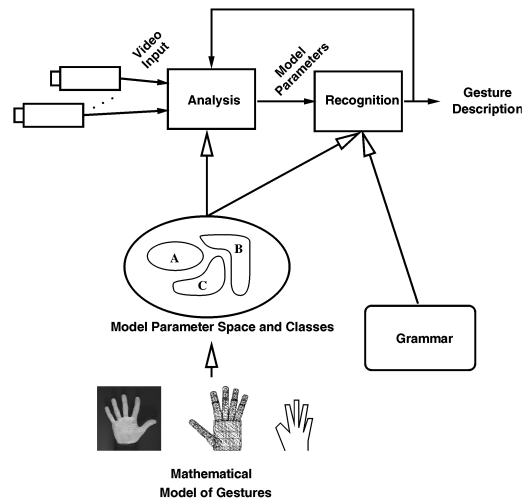 Video
Input
Analysis
Model
Parameters
Recognition
Gesture
Description
A
B
C
Model Parameter Space and Classes
Grammar
Mathematical
Model of Gestures